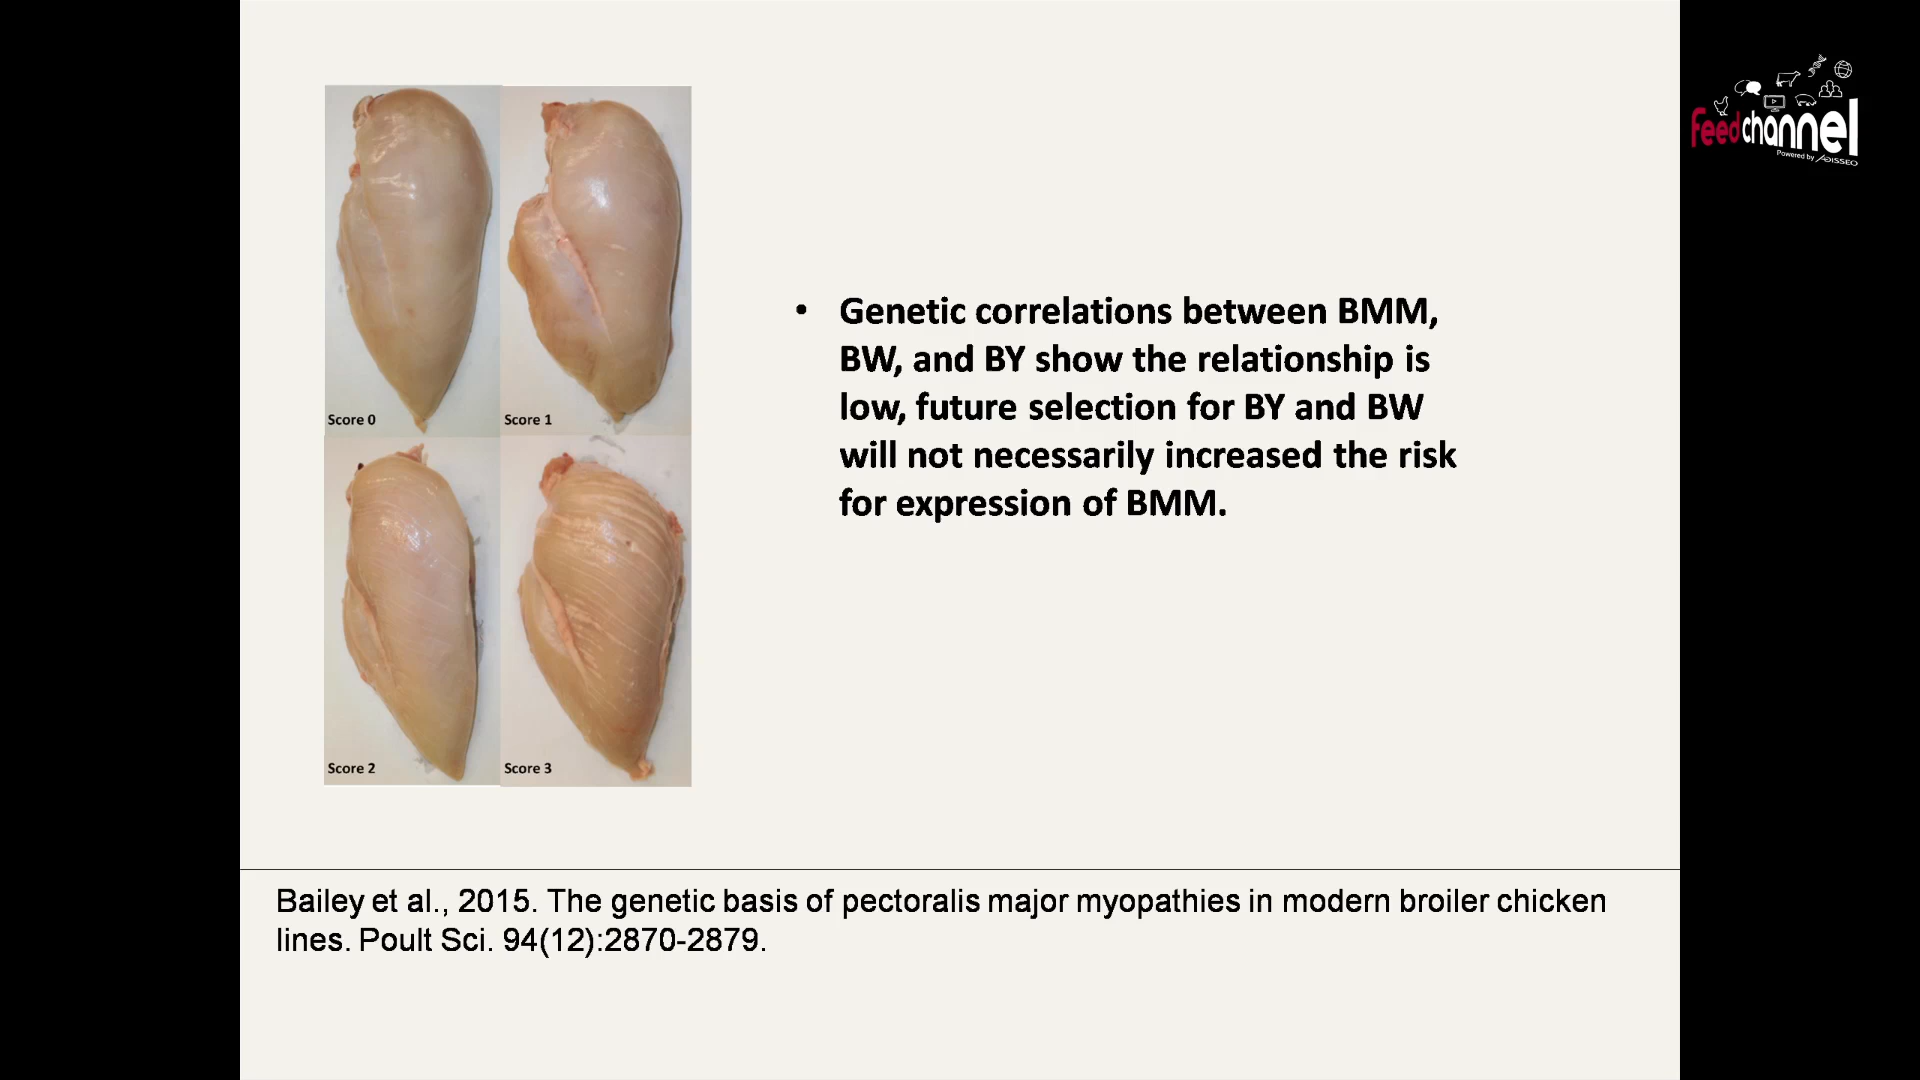 feedchannel
Powered by ADISSEO
Score 0
Score 1
Score 2
Score 3
• Genetic correlations between BMM,
BW, and BY show the relationship is
low, future selection for BY and BW
will not necessarily increased the risk
for expression of BMM.
Bailey et al., 2015. The genetic basis of pectoralis major myopathies in modern broiler chicken
lines. Poult Sci. 94(12):2870-2879.